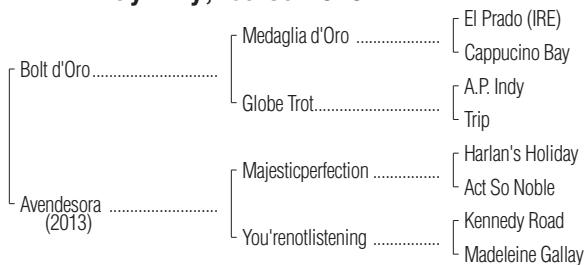 El Prado (IRE)
Medaglia d'Oro
Cappucino Bay
Bolt d'Oro
A.P. Indy
Globe Trot
Trip
Harlan's Holiday
Majesticperfection
Act So Noble
Avendesora
(2013)
Kennedy Road
You'renotlistening
Madeleine Gallay